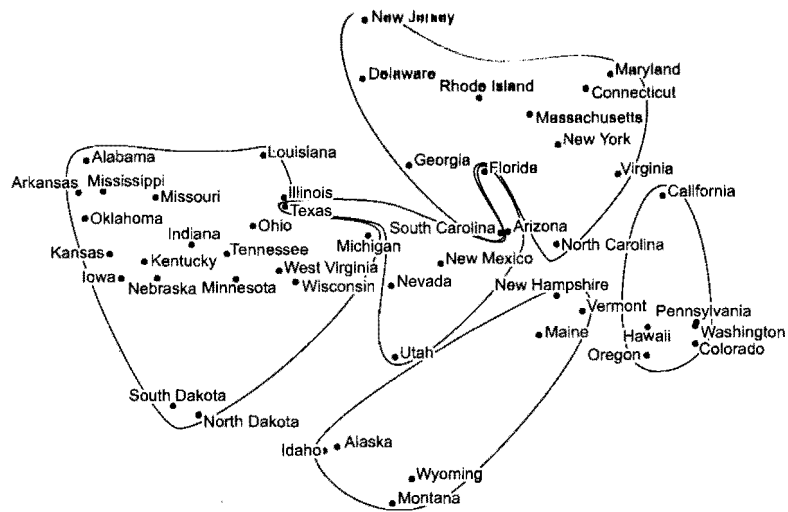 New Jersey
Delaware
Rhode Island
Maryland
Connecticut
Massachusetts
New York
Georgia
Florida
Virginia
California
Alabama
Louisiana
Arkansas
Mississippi
Missouri
Illinois
Texas
Oklahoma
Ohio
South Carolina
Arizona
Indiana
Michigan
North Carolina
Kansas
Kentucky
Tennessee
New Mexico
Iowa
Nebraska
Minnesota
West Virginia
Wisconsin
Nevada
New Hampshire
Vermont
Pennsylvania
Maine
Hawaii
Washington
Oregon
Colorado
Utah
South Dakota
North Dakota
Idaho
Alaska
Wyoming
Montana